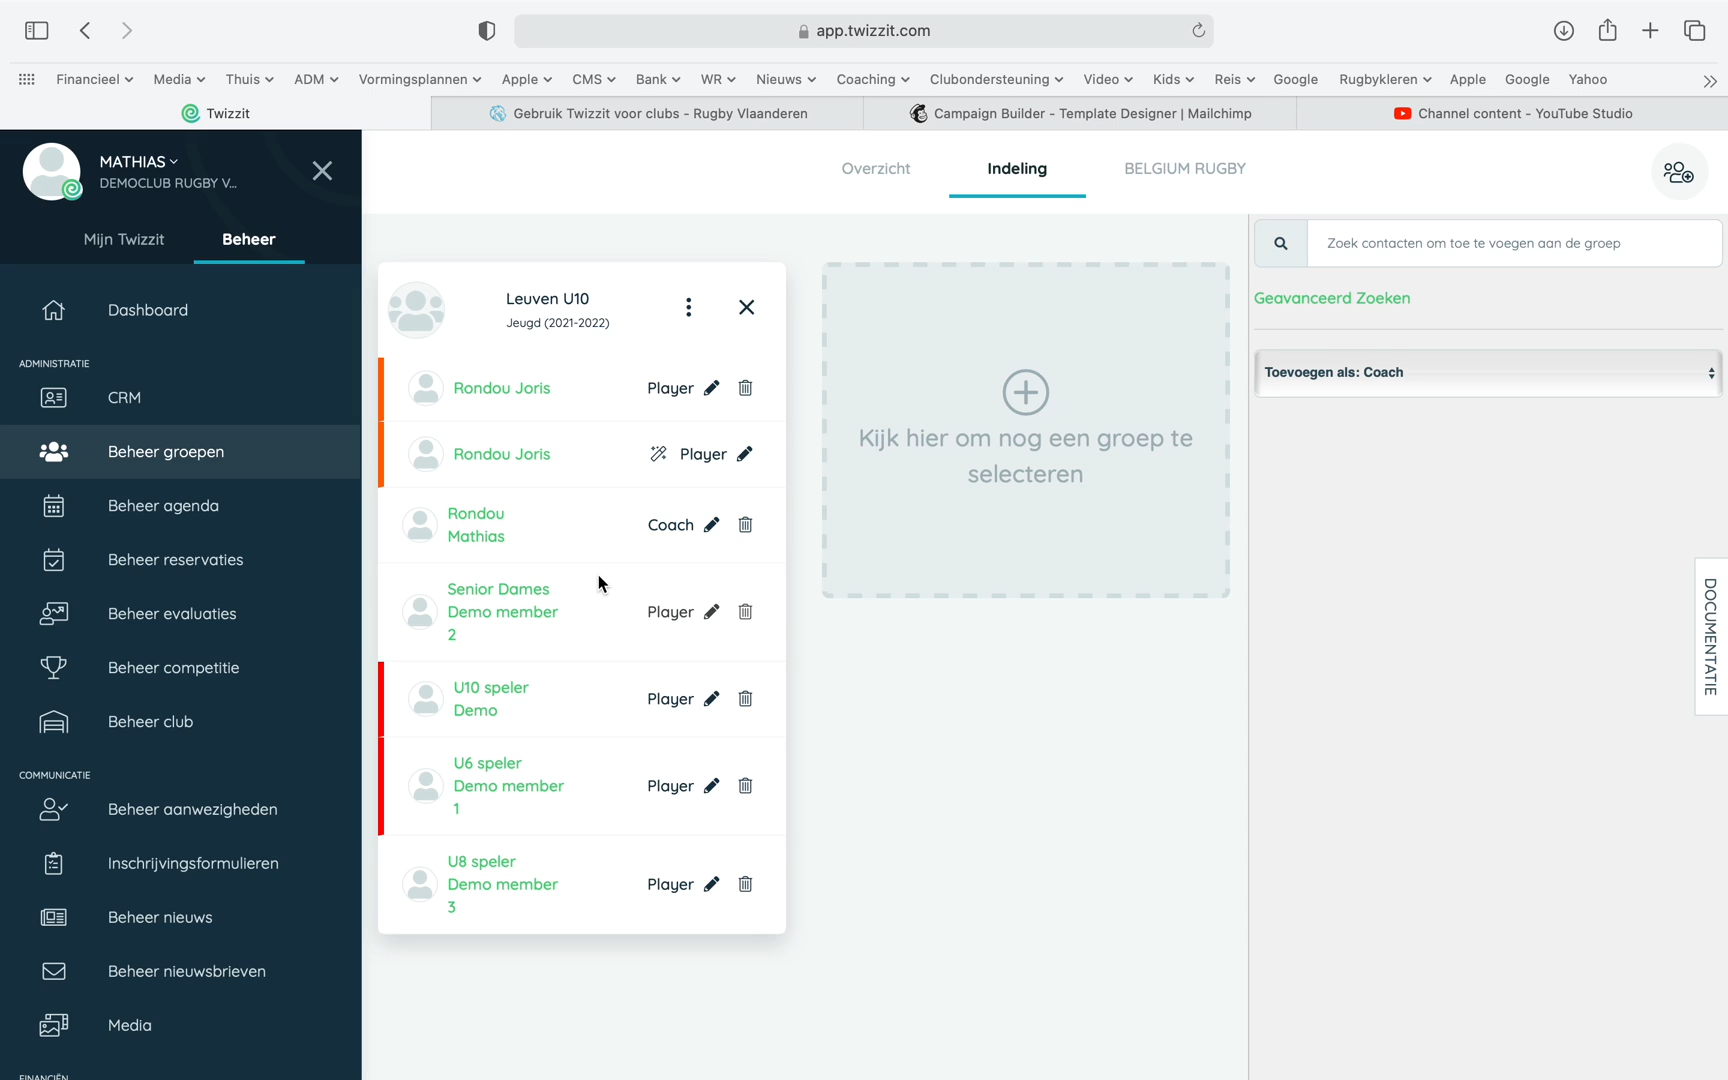 app.twizzit.com
Financieel Media Thuis ADM Vormingsplannen Apple CMS Bank WR Nieuws Coaching Clubondersteuning Video Kids Reis Google Rugbykleren Apple Google Yahoo
Twizzit
Gebruik Twizzit voor clubs - Rugby Vlaanderen
Campaign Builder - Template Designer | Mailchimp
Channel content - YouTube Studio
MATHIAS
DEMOCLUB RUGBY V...
Mijn Twizzit
Beheer
Dashboard
ADMINISTRATIE
CRM
Beheer groepen
Beheer agenda
Beheer reservaties
Beheer evaluaties
Beheer competitie
Beheer club
COMMUNICATIE
Beheer aanwezigheden
Inschrijvingsformulieren
Beheer nieuws
Beheer nieuwsbrieven
Media
FINANCIËN
Overzicht
Indeling
BELGIUM RUGBY
Leuven U10
Jeugd (2021-2022)
Rondou Joris
Player
Rondou Joris
Player
Rondou
Mathias
Coach
Senior Dames
Demo member
2
Player
U10 speler
Demo
Player
U6 speler
Demo member
1
Player
U8 speler
Demo member
3
Player
Kijk hier om nog een groep te
selecteren
Zoek contacten om toe te voegen aan de groep
Geavanceerd Zoeken
Toevoegen als: Coach
DOCUMENTATIE